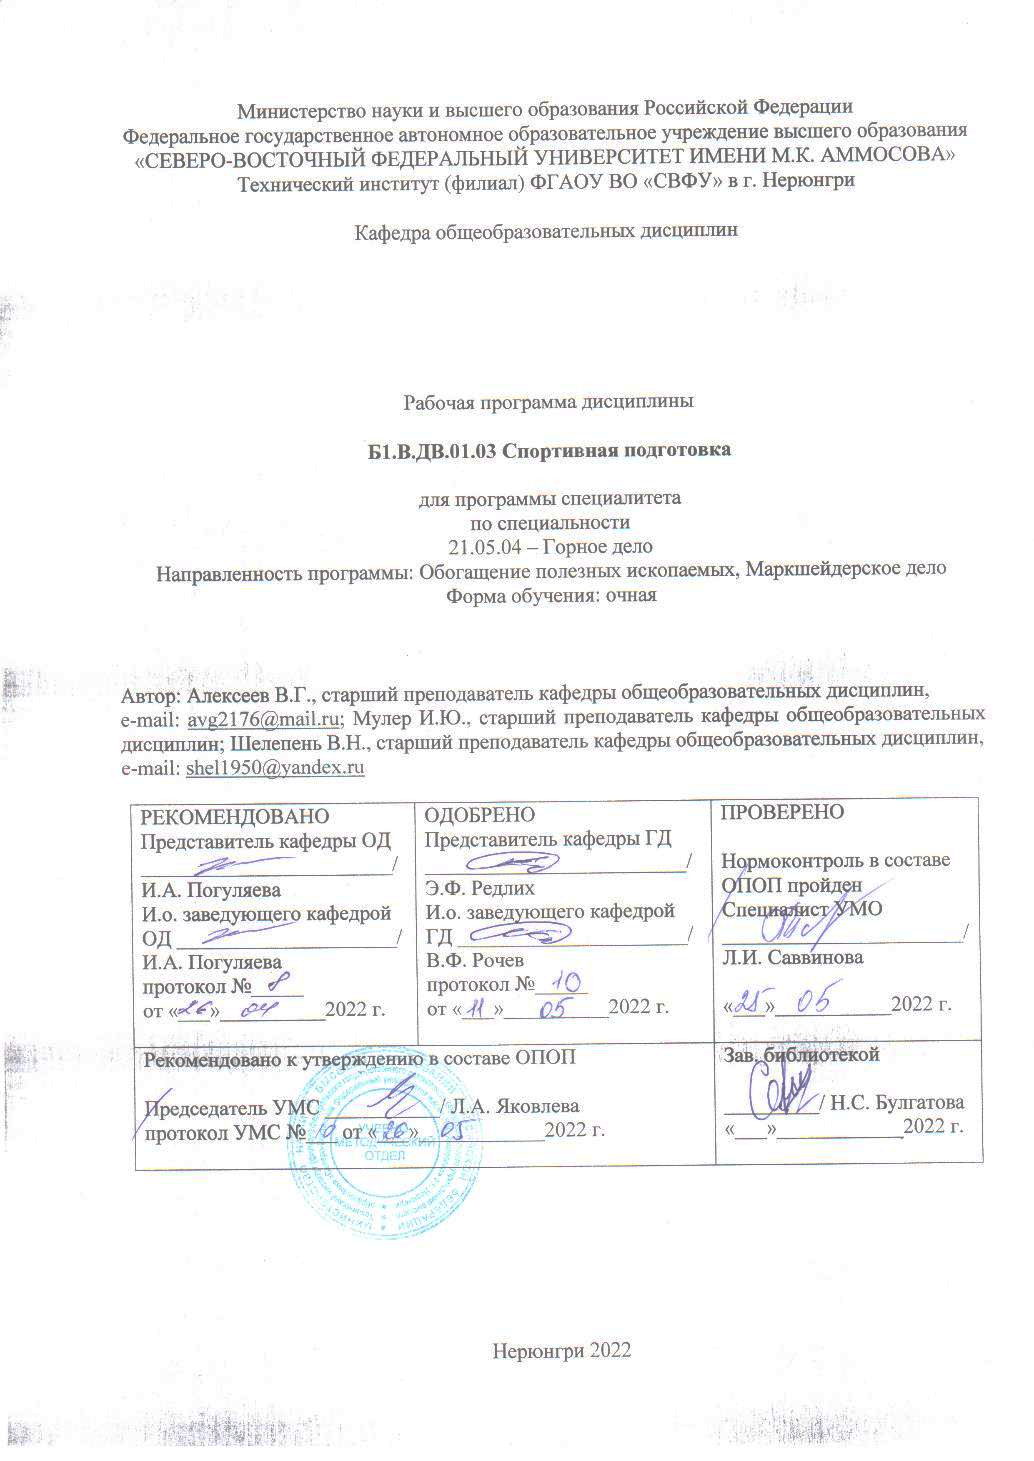 Министерство науки и высшего образования Российской Федерации
Федеральное государственное автономное образовательное учреждение высшего образования
«СЕВЕРО-ВОСТОЧНЫЙ ФЕДЕРАЛЬНЫЙ УНИВЕРСИТЕТ ИМЕНИ М.К. АММОСОВА»
Технический институт (филиал) ФГАОУ ВО «СВФУ» в г. Нерюнгри
Кафедра общеобразовательных дисциплин
Рабочая программа дисциплины
Б1.В.ДВ.01.03 Спортивная подготовка
для программы специалитета
по специальности
21.05.04 – Горное дело
Направленность программы: Обогащение полезных ископаемых, Маркшейдерское дело
Форма обучения: очная
Автор: Алексеев В.Г., старший преподаватель кафедры общеобразовательных дисциплин,
e-mail: avg2176@mail.ru; Мулер И.Ю., старший преподаватель кафедры общеобразовательных
дисциплин; Шелепень В.Н., старший преподаватель кафедры общеобразовательных дисциплин,
e-mail: shel1950@yandex.ru
РЕКОМЕНДОВАНО
Представитель кафедры ОД
/
И.А. Погуляева
И.о. заведующего кафедрой
ОД /
И.А. Погуляева
протокол № 8
от «26» 04 2022 г.
ОДОБРЕНО
Представитель кафедры ГД
/
Э.Ф. Редлих
И.о. заведующего кафедрой
ГД /
В.Ф. Рочев
протокол № 10
от «11» 05 2022 г.
ПРОВЕРЕНО
Нормоконтроль в составе
ОПОП пройден
Специалист УМО
/
Л.И. Саввинова
«25» 05 2022 г.
Рекомендовано к утверждению в составе ОПОП
Председатель УМС / Л.А. Яковлева
протокол УМС № 10 от «26» 05 2022 г.
Зав. библиотекой
/ Н.С. Булгатова
« » 2022 г.
МЕТОДИЧЕСКИЙ
ОТДЕЛ
Нерюнгри 2022